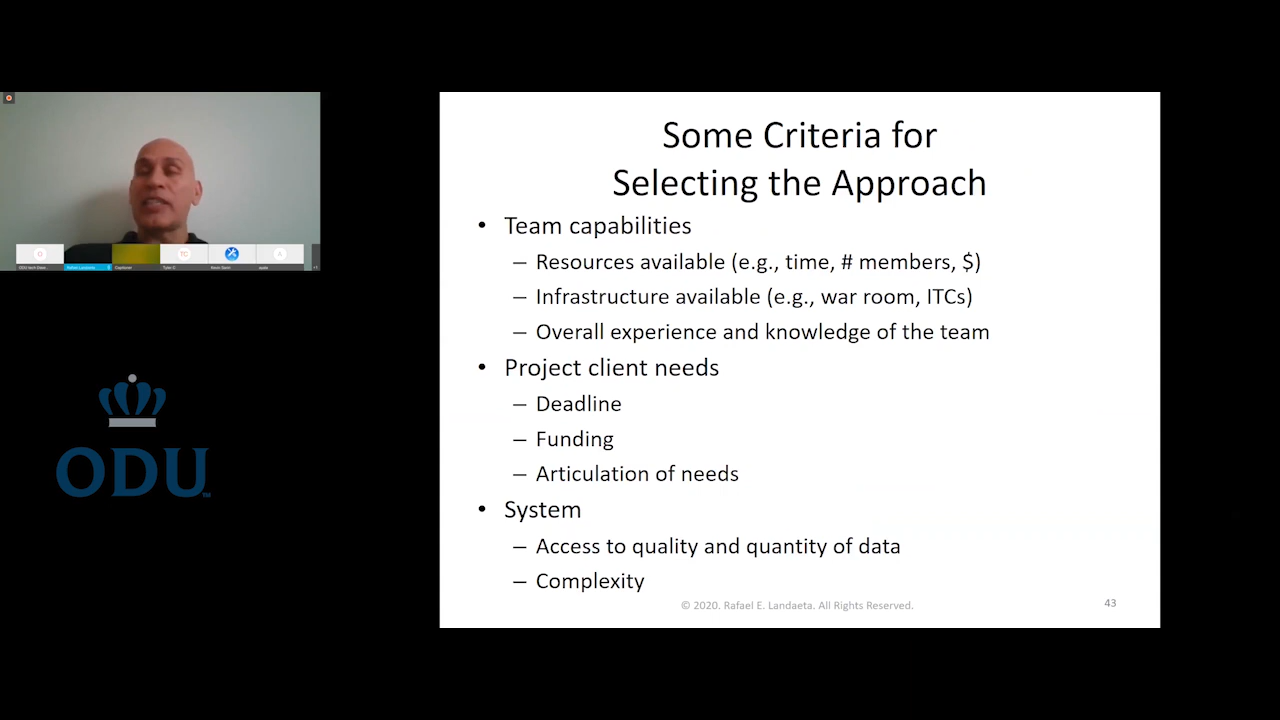 Some Criteria for
Selecting the Approach
• Team capabilities
– Resources available (e.g., time, # members, $)
– Infrastructure available (e.g., war room, ITCs)
– Overall experience and knowledge of the team
• Project client needs
– Deadline
– Funding
– Articulation of needs
• System
– Access to quality and quantity of data
– Complexity
© 2020. Rafael E. Landaeta. All Rights Reserved.
43
TC
ODU